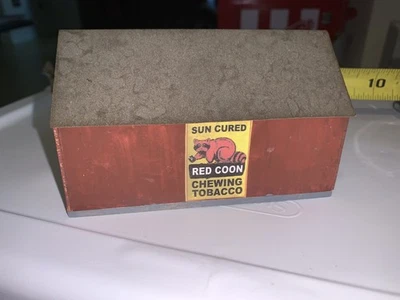 SUN CURED
RED COON
CHEWING
TOBACCO
10